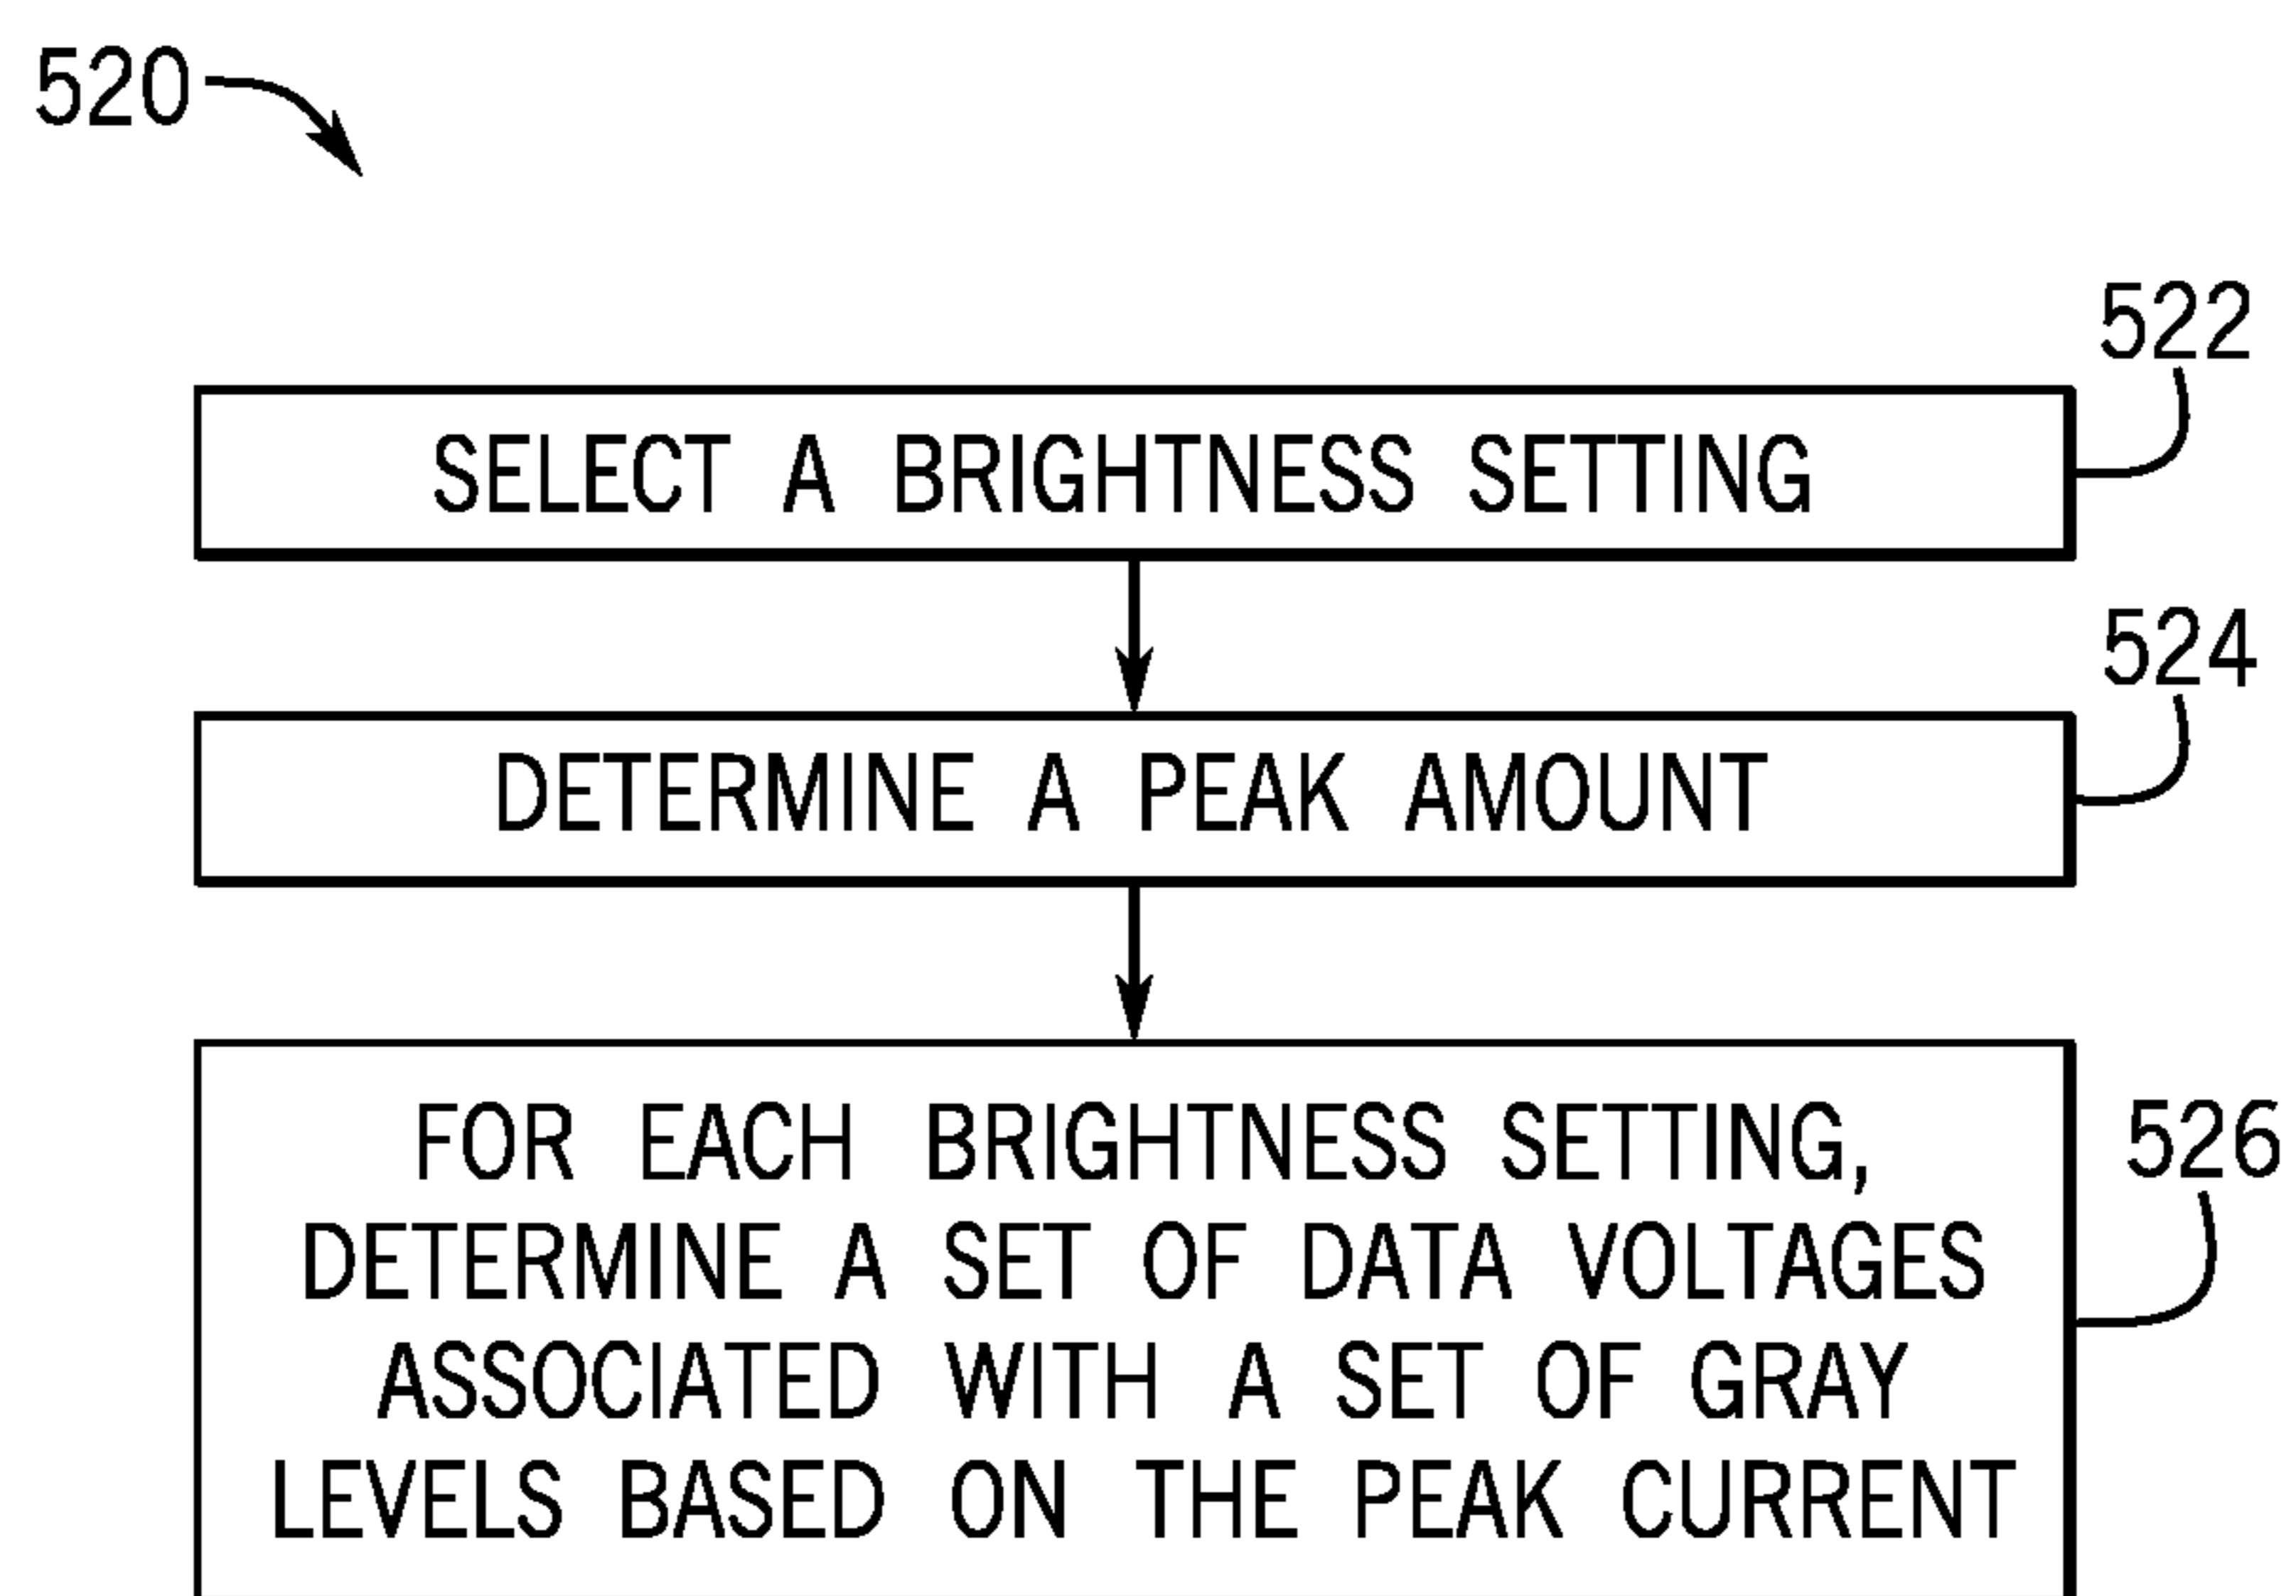 520
522
SELECT A BRIGHTNESS SETTING
524
DETERMINE A PEAK AMOUNT
526
FOR EACH BRIGHTNESS SETTING,
DETERMINE A SET OF DATA VOLTAGES
ASSOCIATED WITH A SET OF GRAY
LEVELS BASED ON THE PEAK CURRENT